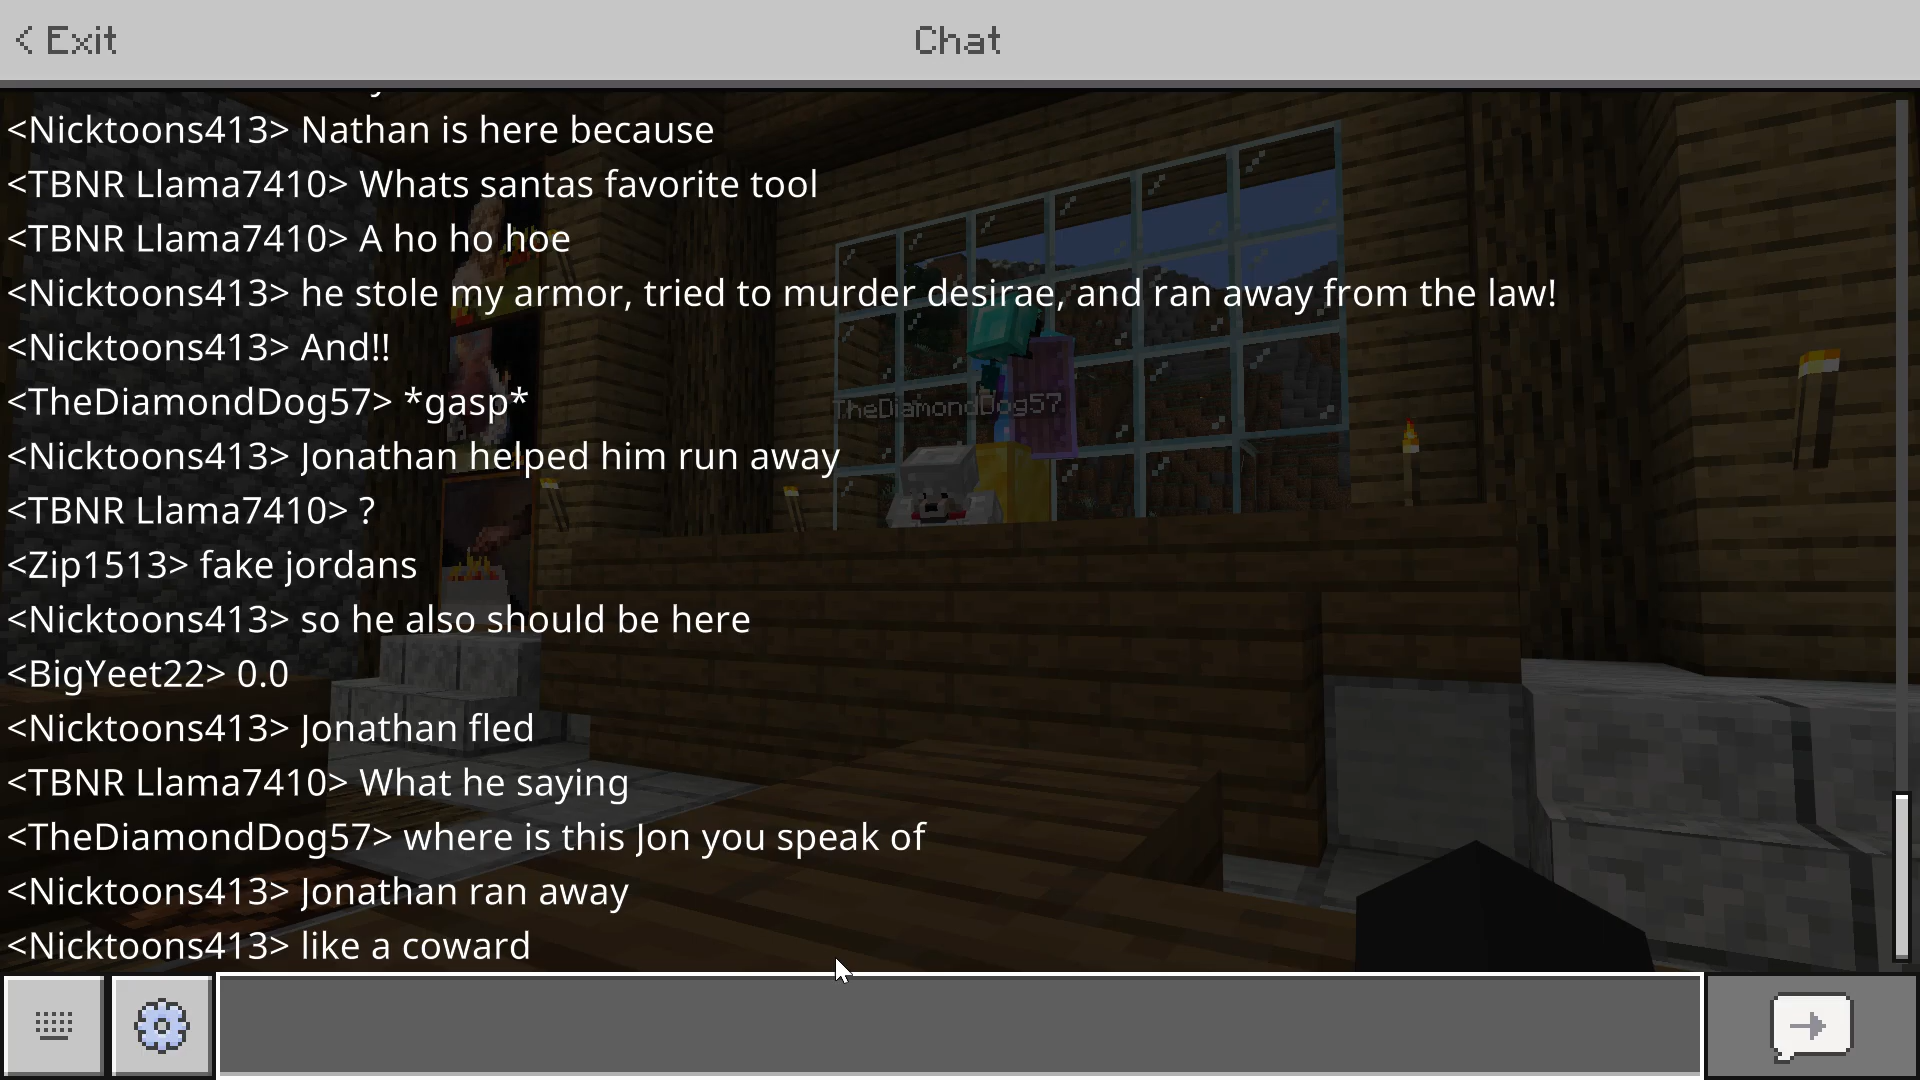 < Exit
Chat
<Nicktoons413> Nathan is here because
<TBNR Llama7410> Whats santas favorite tool
<TBNR Llama7410> A ho ho hoe
<Nicktoons413> he stole my armor, tried to murder desirae, and ran away from the law!
<Nicktoons413> And!!
<TheDiamondDog57> *gasp*
TheDiamondDog57
<Nicktoons413> Jonathan helped him run away
<TBNR Llama7410> ?
<Zip1513> fake jordans
<Nicktoons413> so he also should be here
<BigYeet22> 0.0
<Nicktoons413> Jonathan fled
<TBNR Llama7410> What he saying
<TheDiamondDog57> where is this Jon you speak of
<Nicktoons413> Jonathan ran away
<Nicktoons413> like a coward